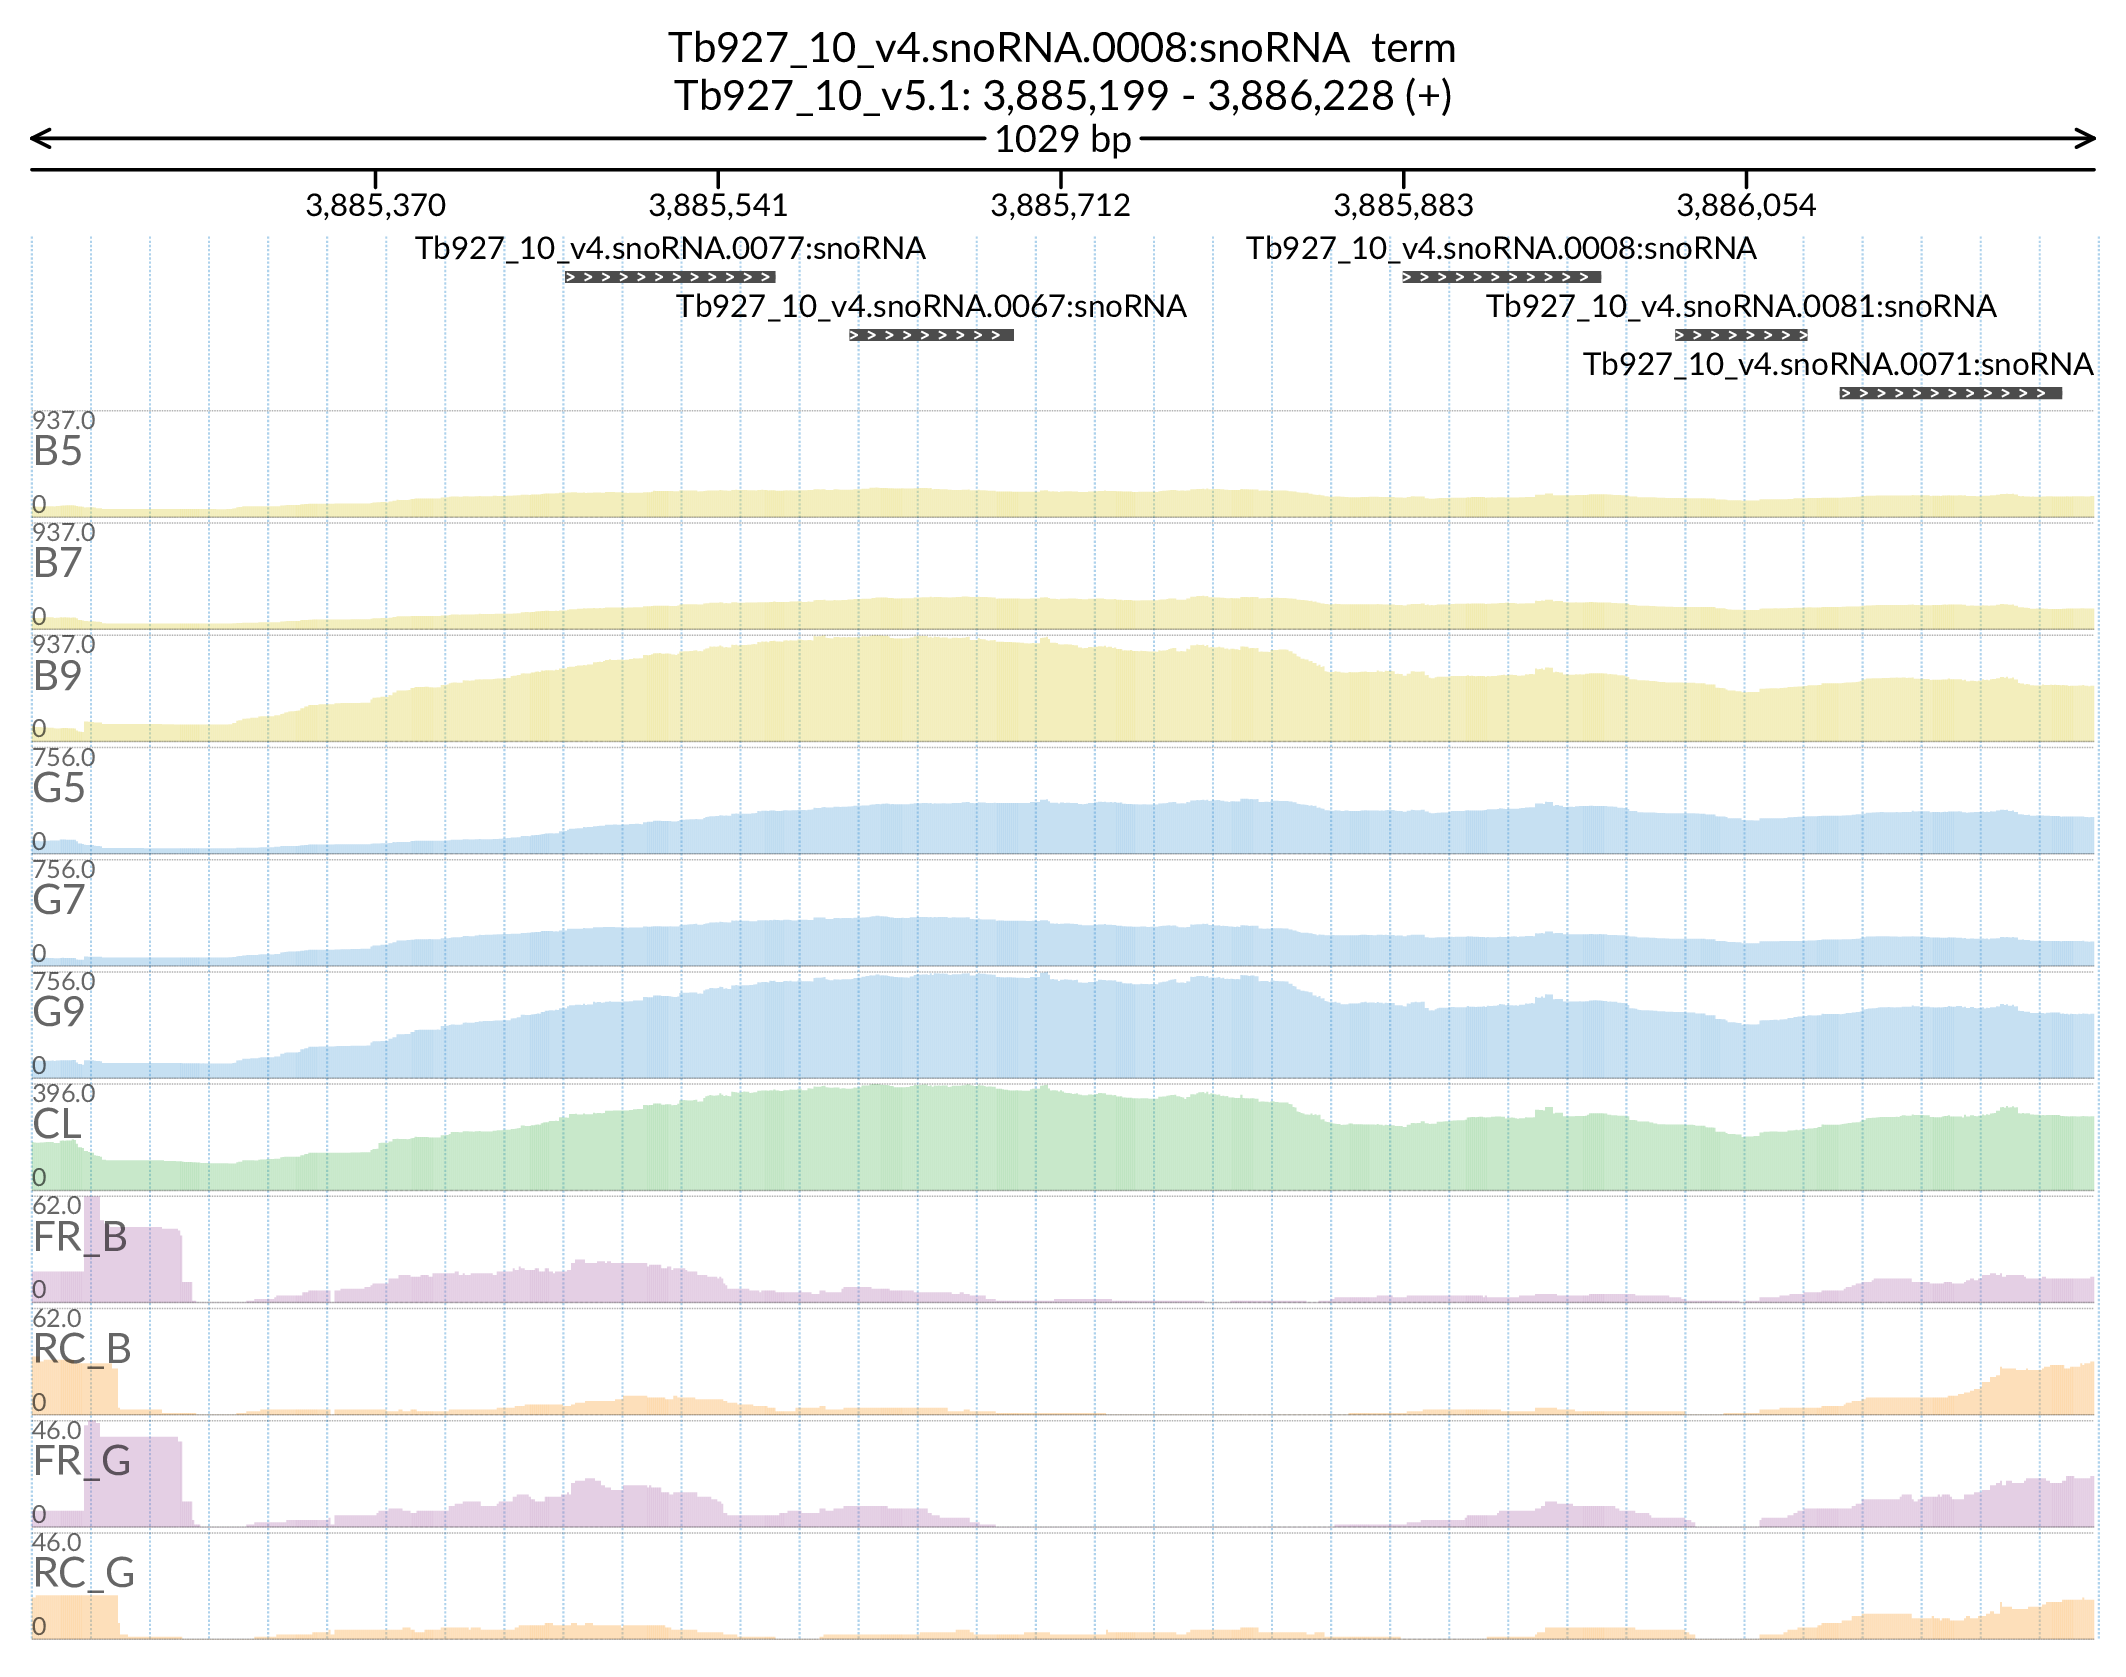 Tb927_10_v4.snoRNA.0008:snoRNA term
Tb927_10_v5.1: 3,885,199 - 3,886,228 (+)
1029 bp
3,885,370 3,885,541 3,885,712 3,885,883 3,886,054
Tb927_10_v4.snoRNA.0077:snoRNA Tb927_10_v4.snoRNA.0008:snoRNA
Tb927_10_v4.snoRNA.0067:snoRNA Tb927_10_v4.snoRNA.0081:snoRNA
Tb927_10_v4.snoRNA.0071:snoRNA
937.0
B5
0
937.0
B7
0
937.0
B9
0
756.0
G5
0
756.0
G7
0
756.0
G9
0
396.0
CL
0
62.0
FR_B
0
62.0
RC_B
0
46.0
FR_G
0
46.0
RC_G
0